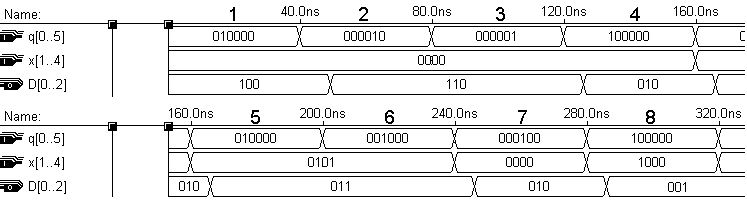 Name: 1 40.0ns 2 80.0ns 3 120.0ns 4 160.0ns
q[0..5] 010000 000010 000001 100000
x[1..4] 0000
D[0..2] 100 110 010
Name: 160.0ns 5 200.0ns 6 240.0ns 7 280.0ns 8 320.0ns
q[0..5] 010000 001000 000100 100000
x[1..4] 0101 0000 1000
D[0..2] 010 011 010 001